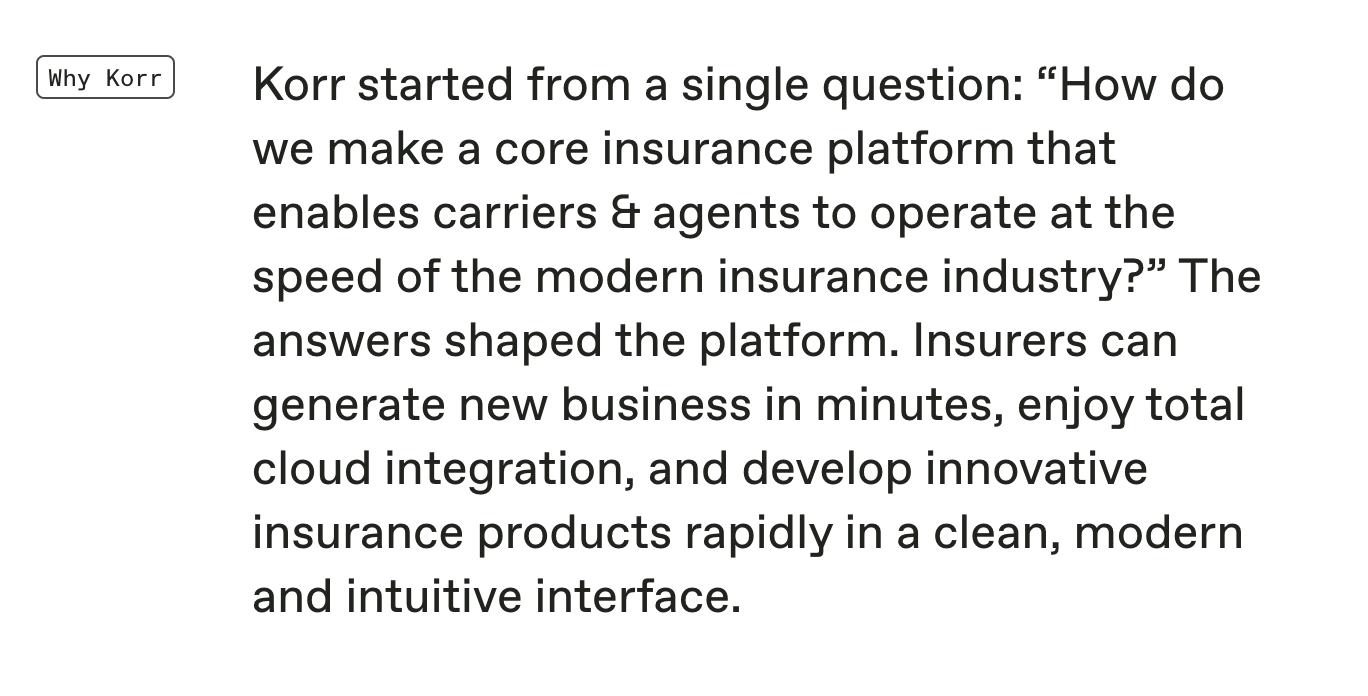 Why Korr
Korr started from a single question: “How do
we make a core insurance platform that
enables carriers & agents to operate at the
speed of the modern insurance industry?” The
answers shaped the platform. Insurers can
generate new business in minutes, enjoy total
cloud integration, and develop innovative
insurance products rapidly in a clean, modern
and intuitive interface.